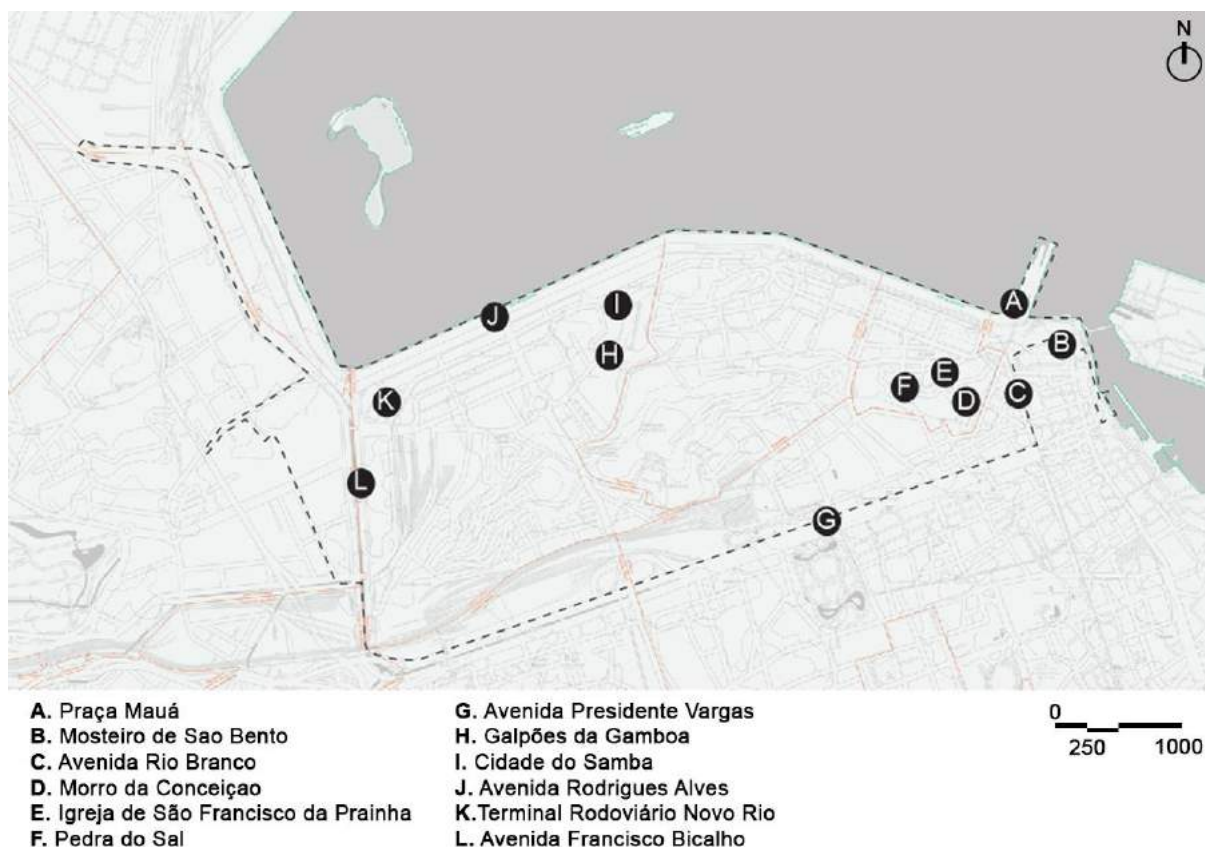 N
A
B
C
D
E
F
G
H
I
J
K
L
A. Praça Mauá
B. Mosteiro de Sao Bento
C. Avenida Rio Branco
D. Morro da Conceiçao
E. Igreja de São Francisco da Prainha
F. Pedra do Sal
G. Avenida Presidente Vargas
H. Galpões da Gamboa
I. Cidade do Samba
J. Avenida Rodrigues Alves
K.Terminal Rodoviário Novo Rio
L. Avenida Francisco Bicalho
0
250 1000